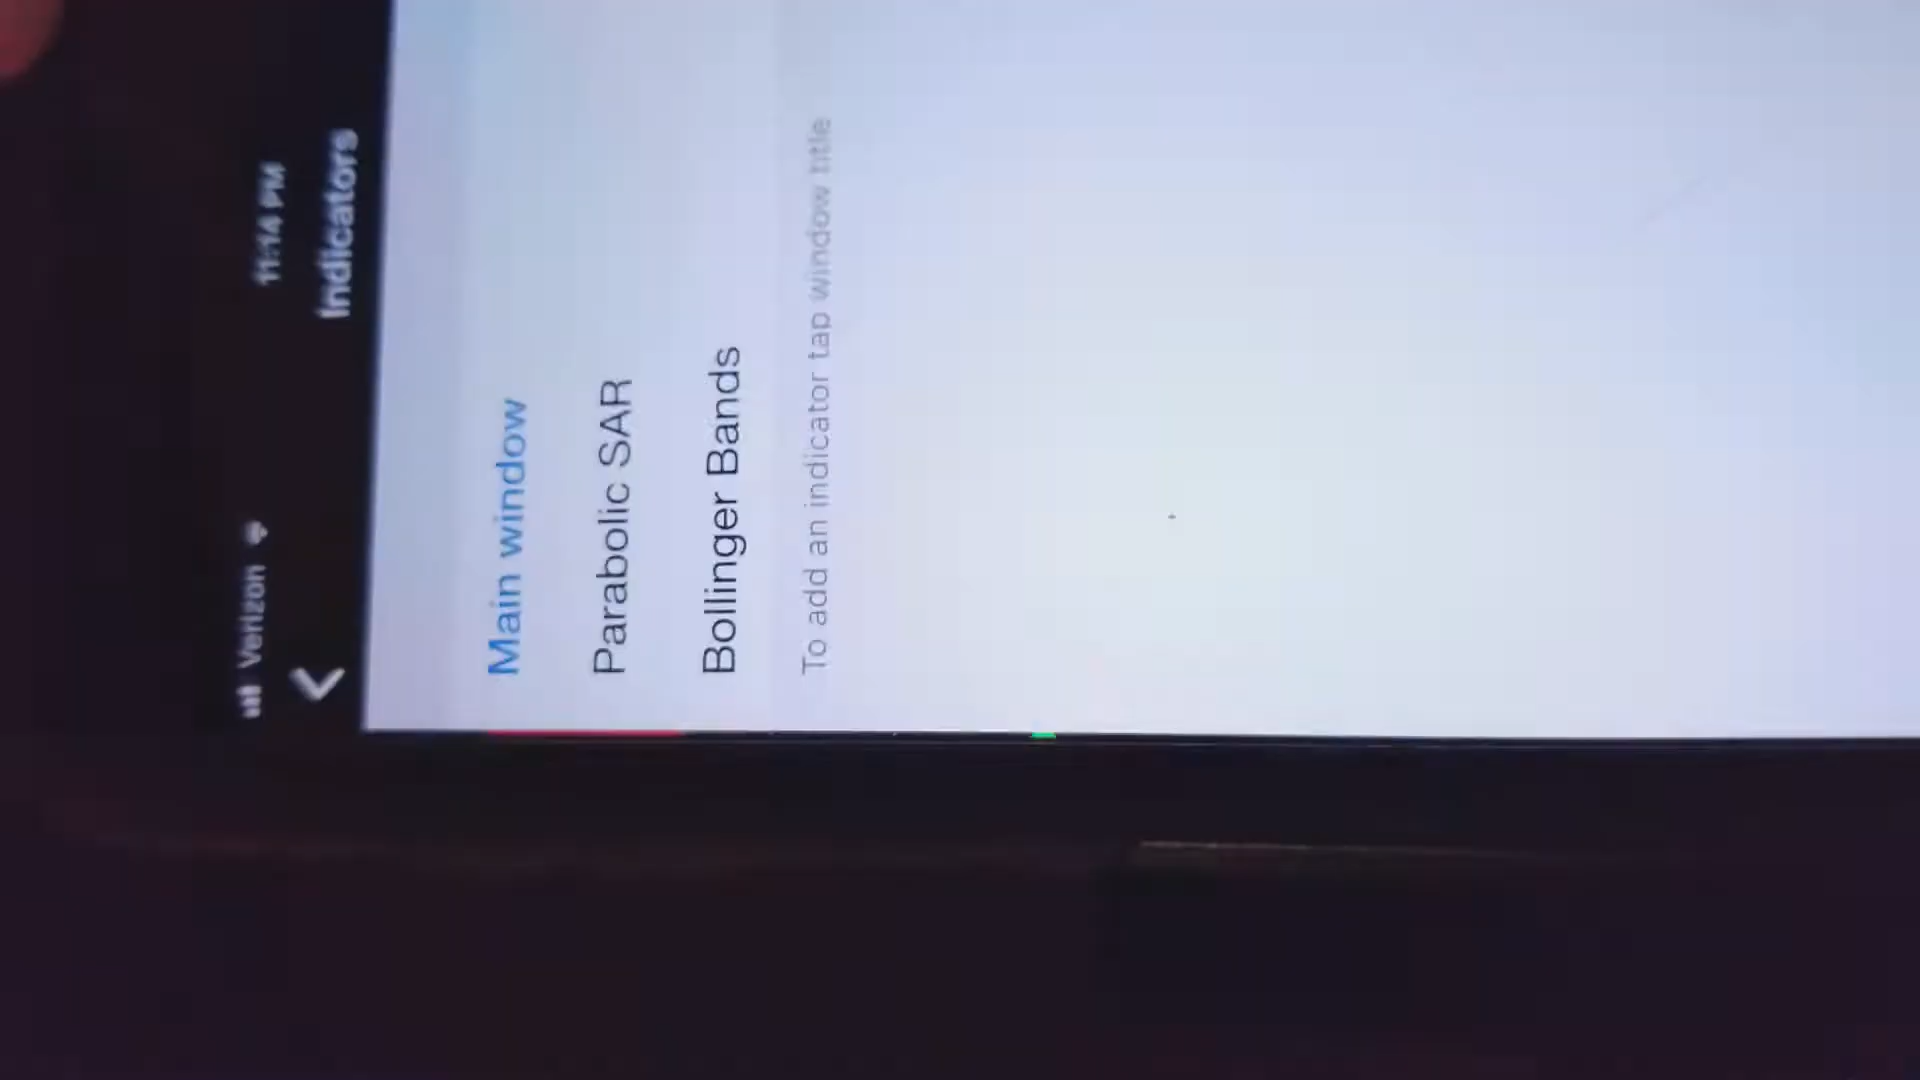 Verizon 11:14 PM
Indicators
Main window
Parabolic SAR
Bollinger Bands
To add an indicator tap window title